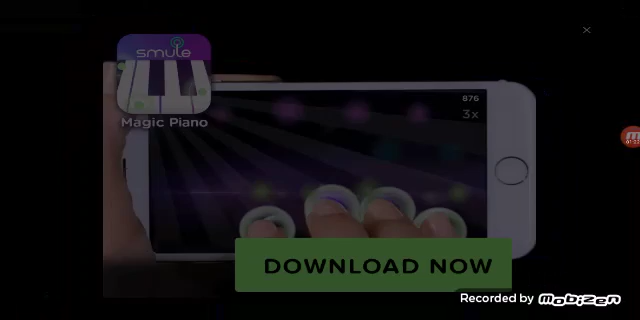 smule
Magic Piano
876
3x
DOWNLOAD NOW
Recorded by mobizen